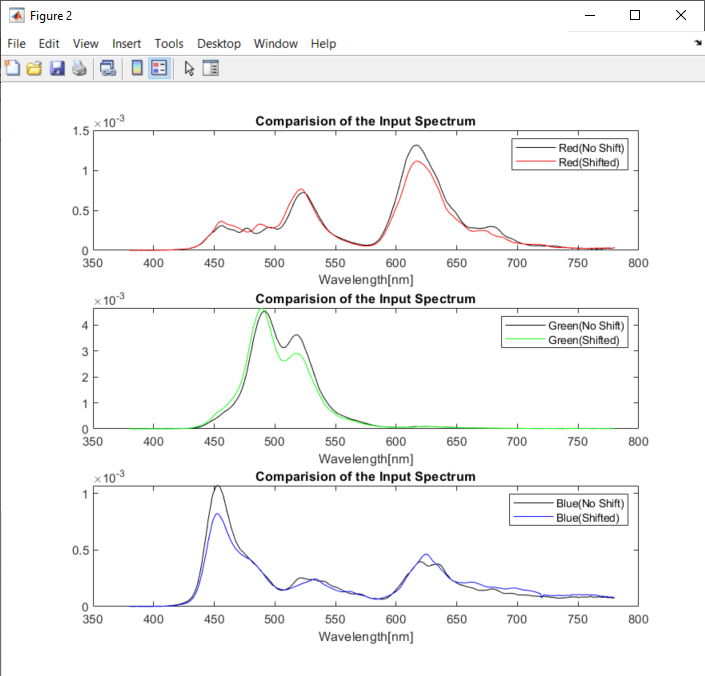 Figure 2
File Edit View Insert Tools Desktop Window Help
×10-3
Comparision of the Input Spectrum
1.5
1
0.5
0
Red(No Shift)
Red(Shifted)
350 400 450 500 550 600 650 700 750 800
Wavelength[nm]
×10-3
Comparision of the Input Spectrum
4
3
2
1
0
Green(No Shift)
Green(Shifted)
350 400 450 500 550 600 650 700 750 800
Wavelength[nm]
×10-3
Comparision of the Input Spectrum
1
0.5
0
Blue(No Shift)
Blue(Shifted)
350 400 450 500 550 600 650 700 750 800
Wavelength[nm]